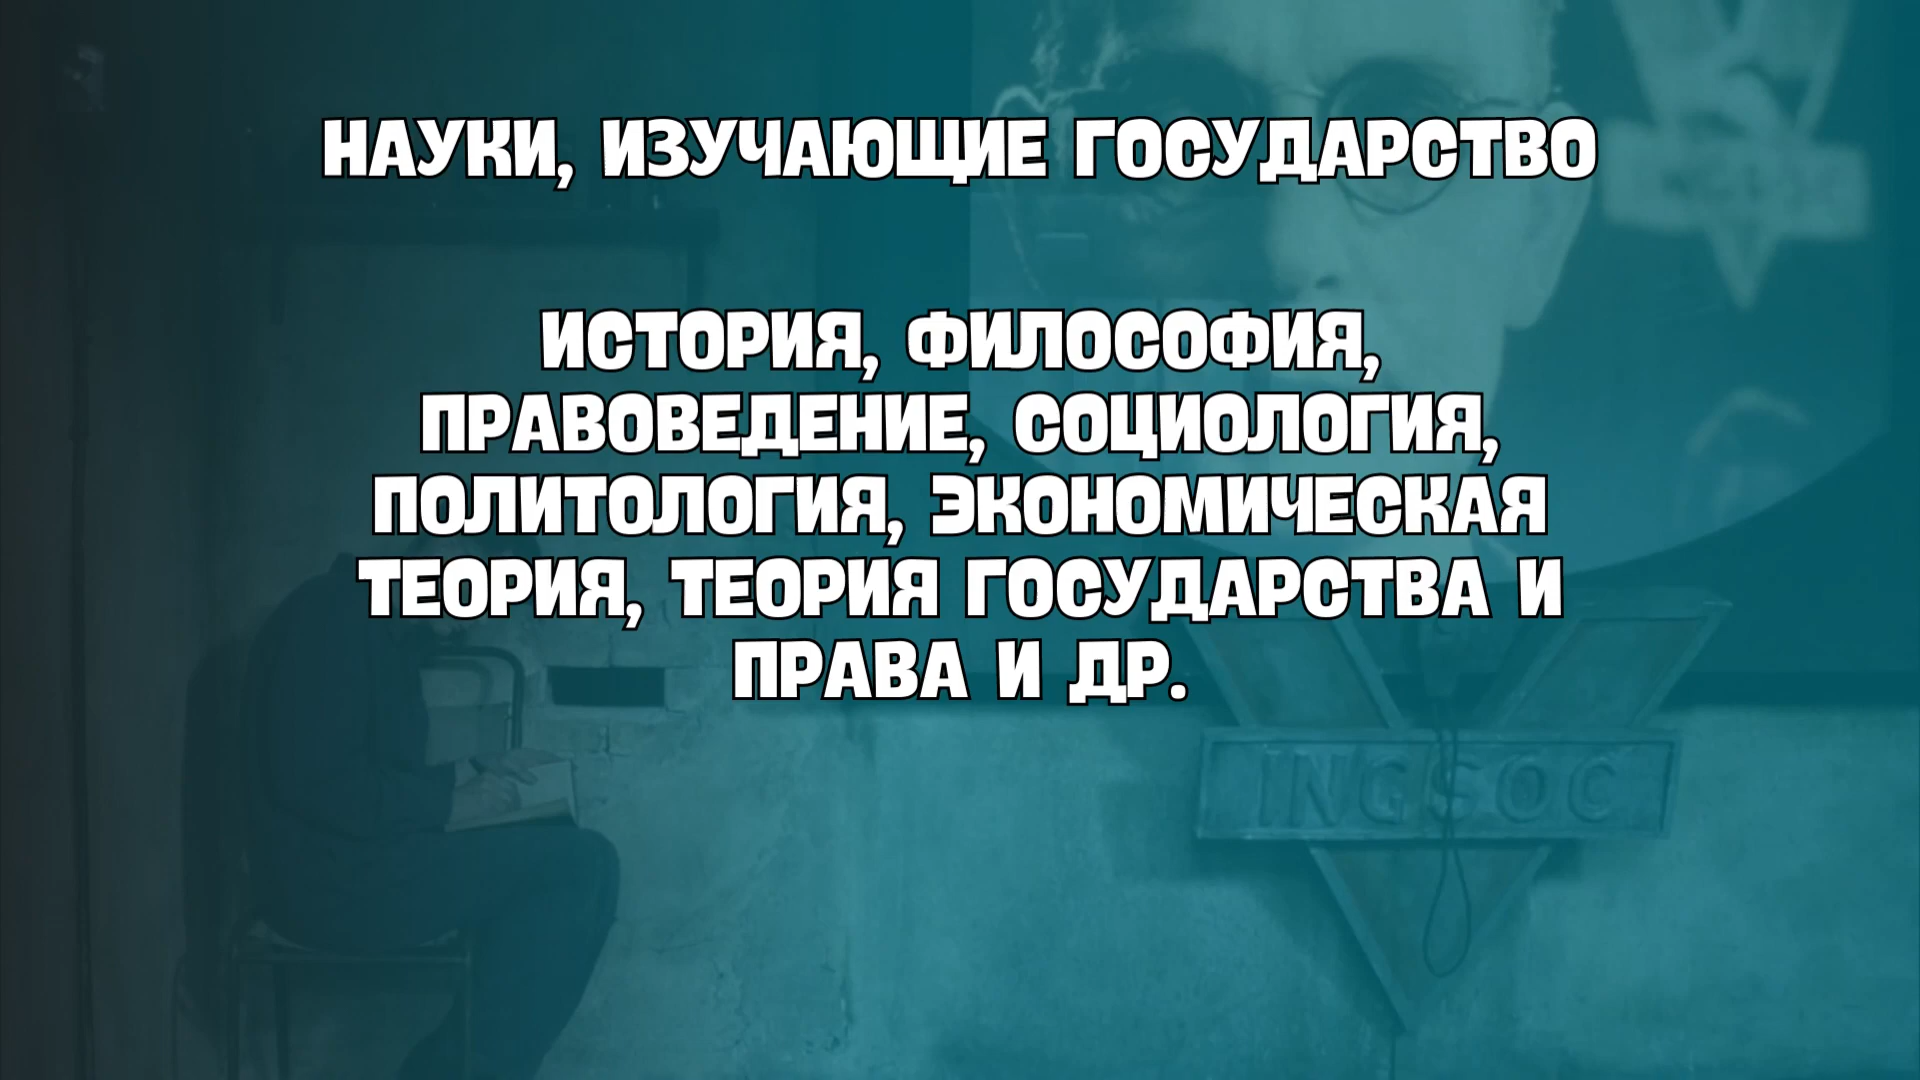 НАУКИ, ИЗУЧАЮЩИЕ ГОСУДАРСТВО
ИСТОРИЯ, ФИЛОСОФИЯ,
ПРАВОВЕДЕНИЕ, СОЦИОЛОГИЯ,
ПОЛИТОЛОГИЯ, ЭКОНОМИЧЕСКАЯ
ТЕОРИЯ, ТЕОРИЯ ГОСУДАРСТВА И
ПРАВА И ДР.
INGSOC